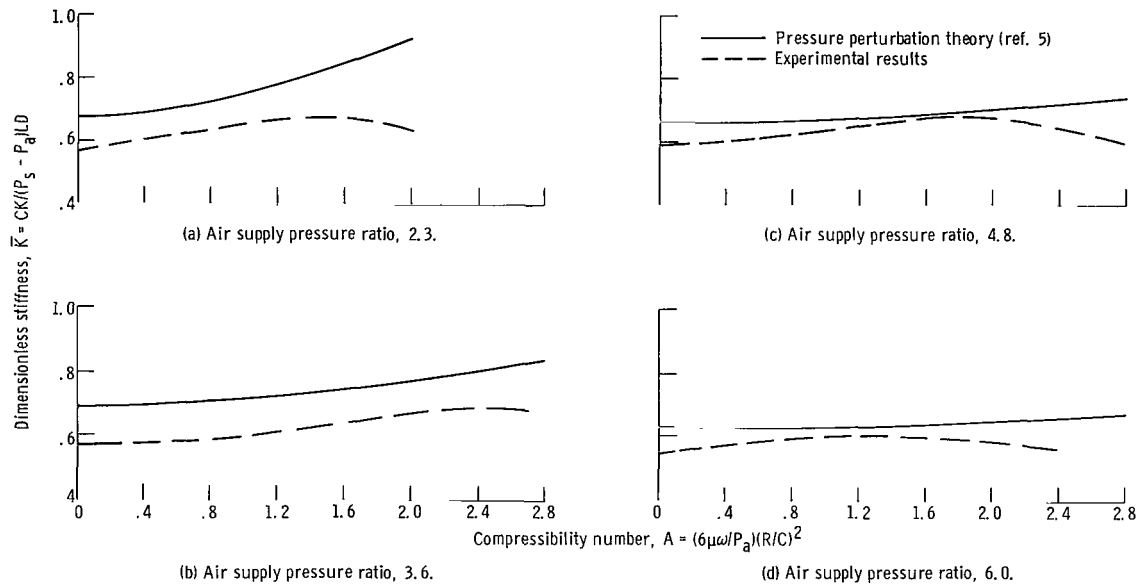 Dimensionless stiffness, K̅ = CK/(Pₛ - Pₐ)LD
1.0
.8
.6
.4
(a) Air supply pressure ratio, 2.3.
Pressure perturbation theory (ref. 5)
Experimental results
(c) Air supply pressure ratio, 4.8.
1.0
.8
.6
.4
0 .4 .8 1.2 1.6 2.0 2.4 2.8
(b) Air supply pressure ratio, 3.6.
0 .4 .8 1.2 1.6 2.0 2.4 2.8
Compressibility number, Λ = (6μω/Pₐ)(R/C)²
(d) Air supply pressure ratio, 6.0.